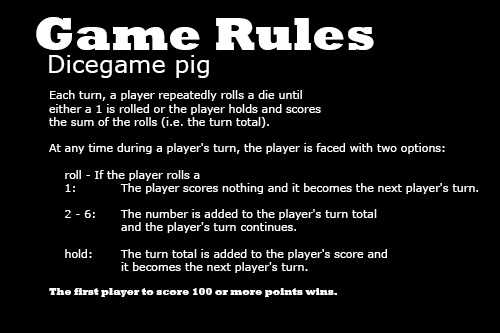 Game Rules
Dicegame pig
Each turn, a player repeatedly rolls a die until
either a 1 is rolled or the player holds and scores
the sum of the rolls (i.e. the turn total).
At any time during a player's turn, the player is faced with two options:
roll - If the player rolls a
1: The player scores nothing and it becomes the next player's turn.
2 - 6: The number is added to the player's turn total
and the player's turn continues.
hold: The turn total is added to the player's score and
it becomes the next player's turn.
The first player to score 100 or more points wins.